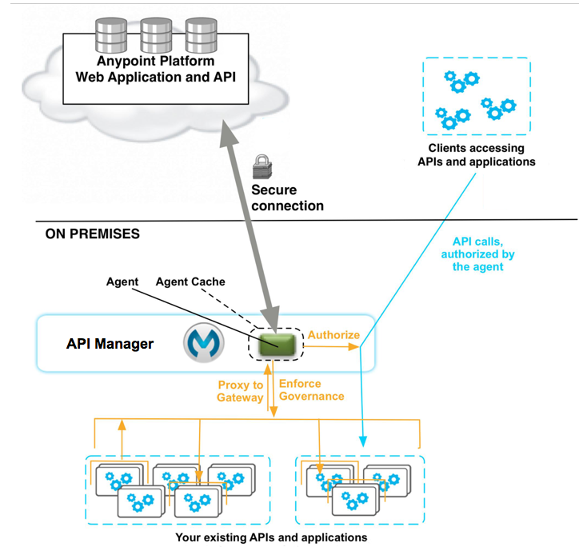 Anypoint Platform
Web Application and API
Clients accessing
APIs and applications
Secure
connection
ON PREMISES
API calls,
authorized by
the agent
Agent
Agent Cache
API Manager
Authorize
Proxy to
Gateway
Enforce
Governance
Your existing APIs and applications